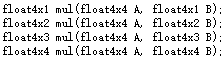 float4x1 mul(float4x4 A, float4x1 B);
float4x2 mul(float4x4 A, float4x2 B);
float4x3 mul(float4x4 A, float4x3 B);
float4x4 mul(float4x4 A, float4x4 B);